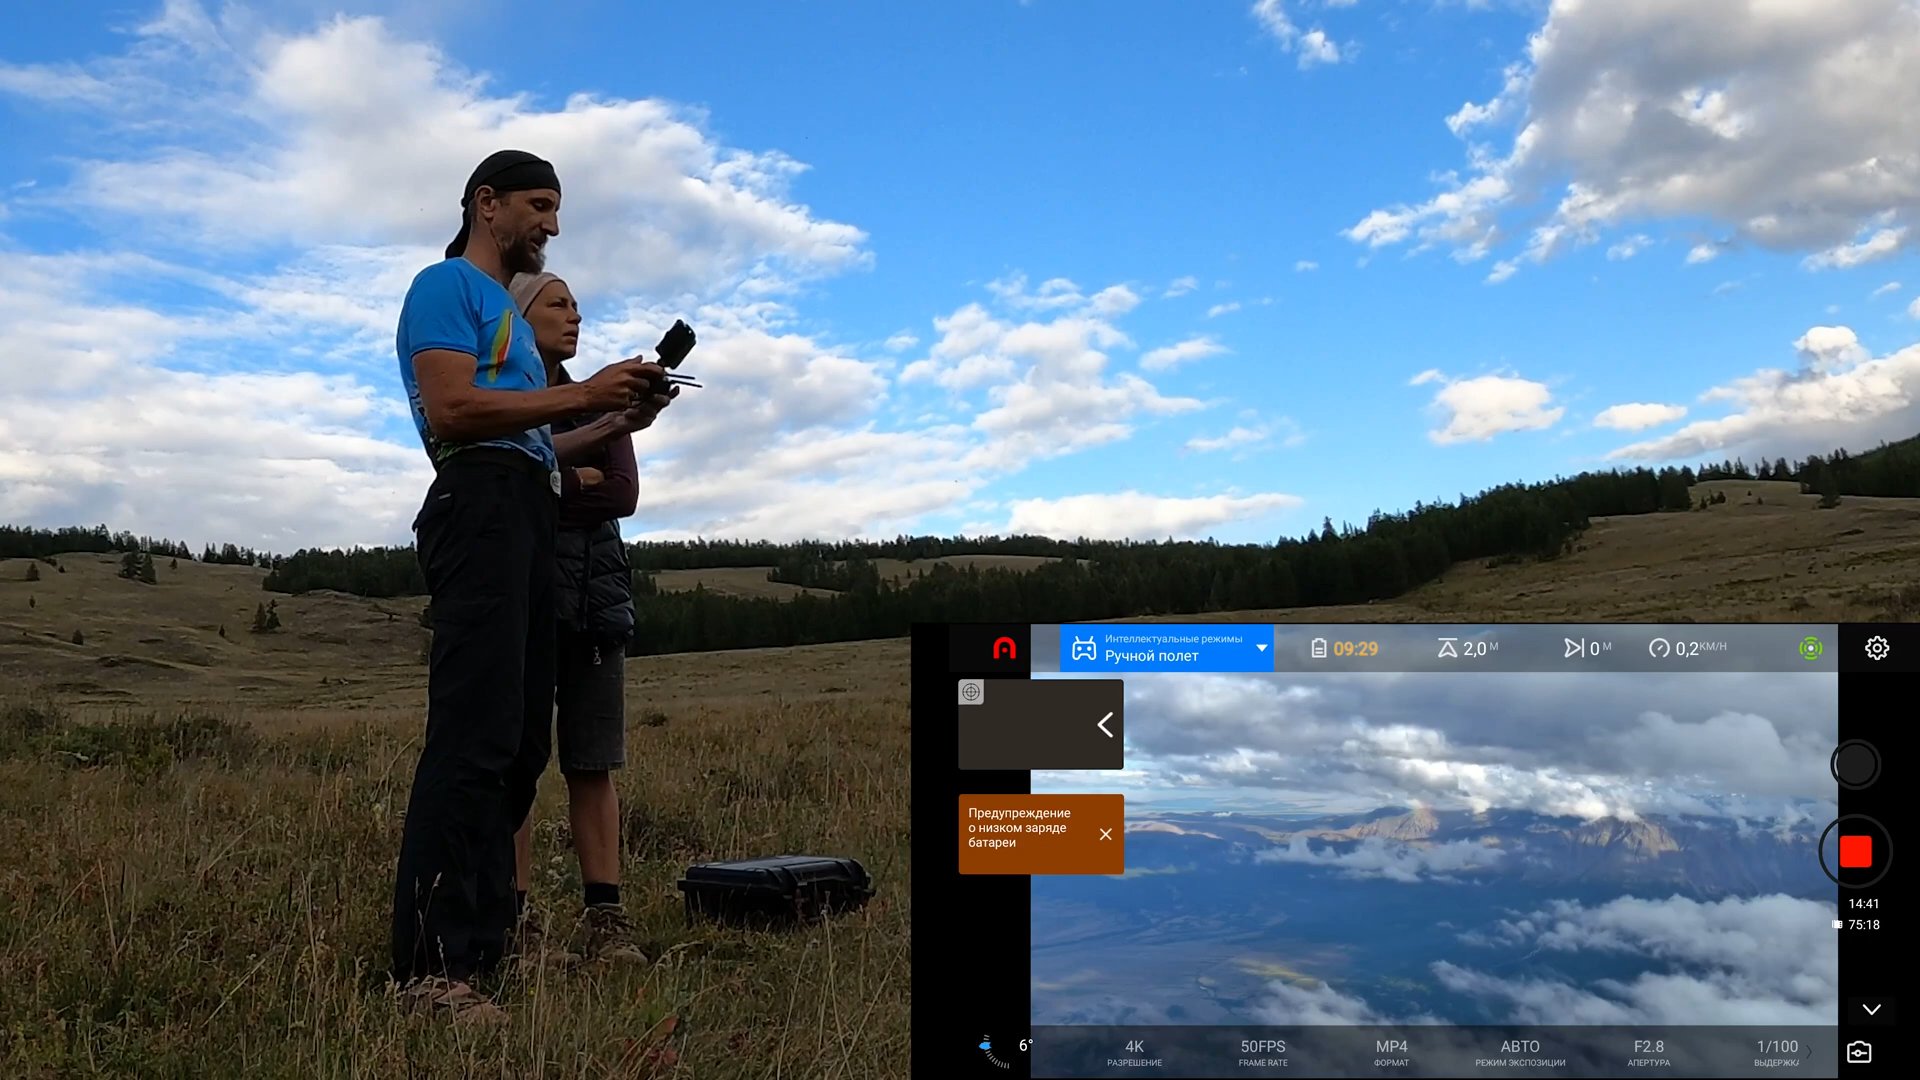 Интеллектуальные режимы
Ручной полет
09:29
2,0 М
0 М
0,2 KM/H
Предупреждение
о низком заряде
батареи
14:41
75:18
6°
4K
РАЗРЕШЕНИЕ
50FPS
FRAME RATE
MP4
ФОРМАТ
АВТО
РЕЖИМ ЭКСПОЗИЦИИ
F2.8
АПЕРТУРА
1/100
ВЫДЕРЖКА